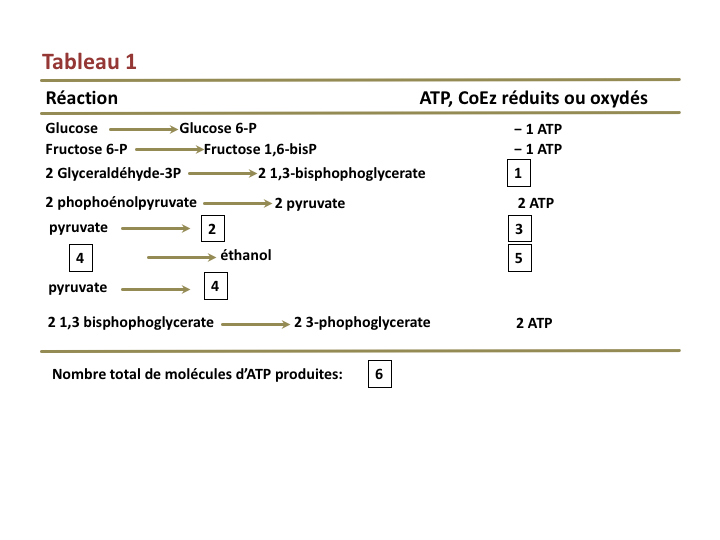 Tableau 1
Réaction ATP, CoEz réduits ou oxydés
Glucose Glucose 6-P – 1 ATP
Fructose 6-P Fructose 1,6-bisP – 1 ATP
2 Glyceraldéhyde-3P 2 1,3-bisphophoglycerate 1
2 phophoénolpyruvate 2 pyruvate 2 ATP
pyruvate 2 3
4 éthanol 5
pyruvate 4
2 1,3 bisphophoglycerate 2 3-phophoglycerate 2 ATP
Nombre total de molécules d’ATP produites: 6